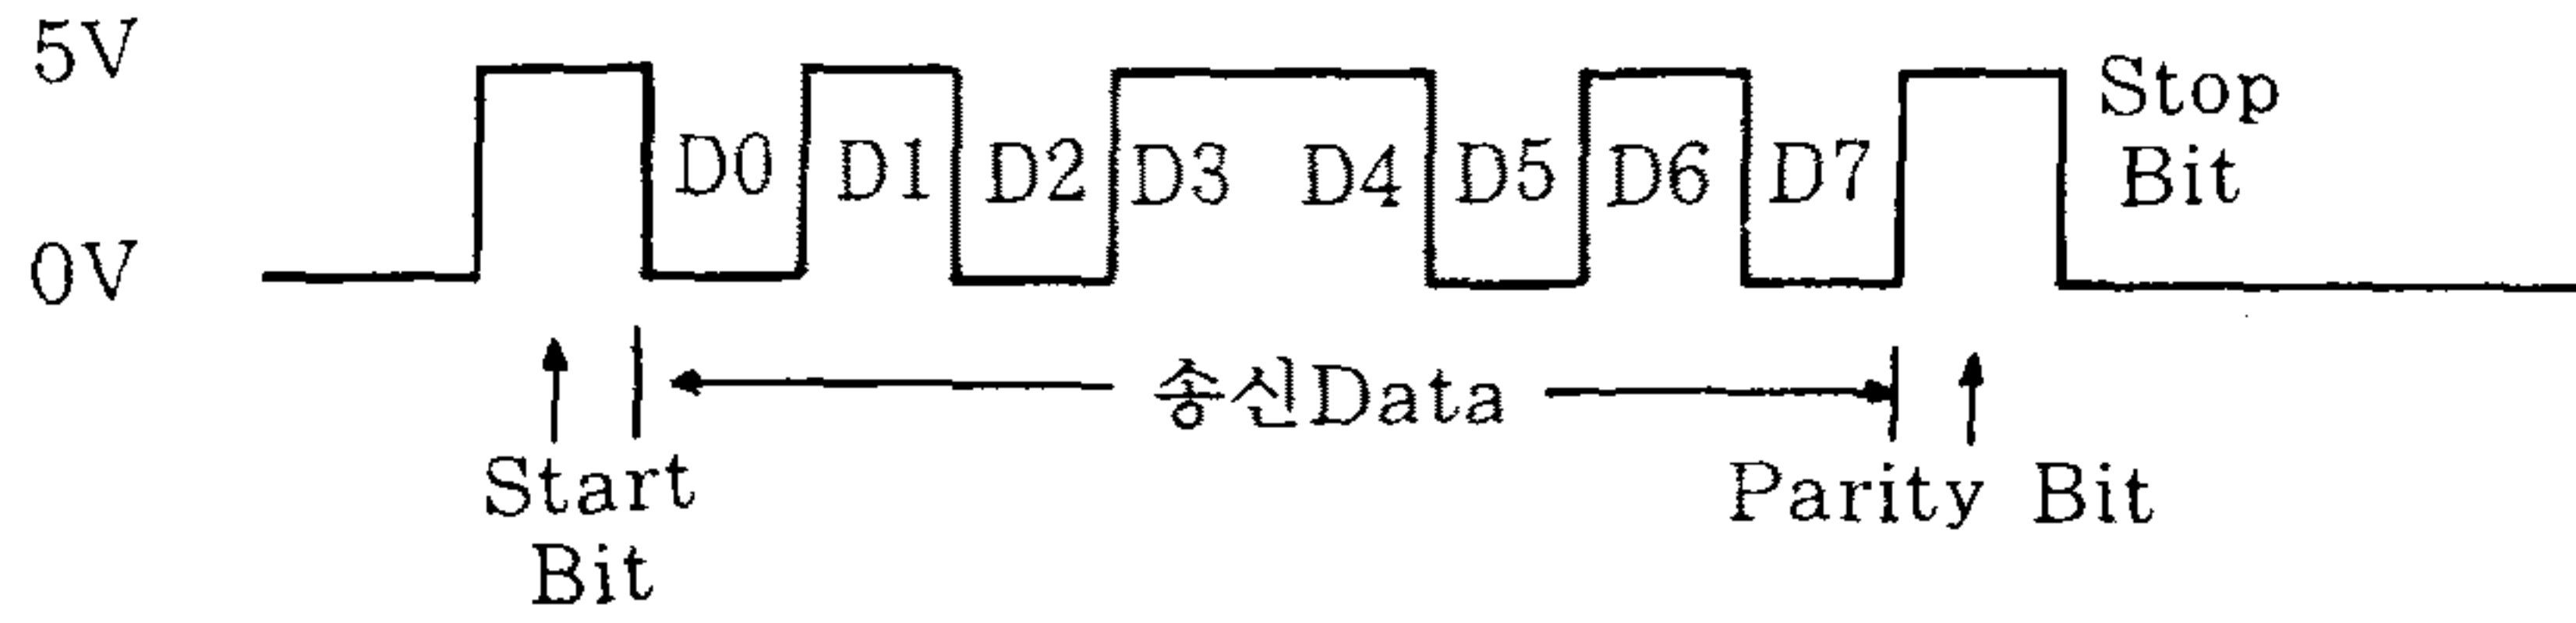 5V
0V
D0 D1 D2 D3 D4 D5 D6 D7
Stop
Bit
송신Data
Start
Bit
Parity Bit